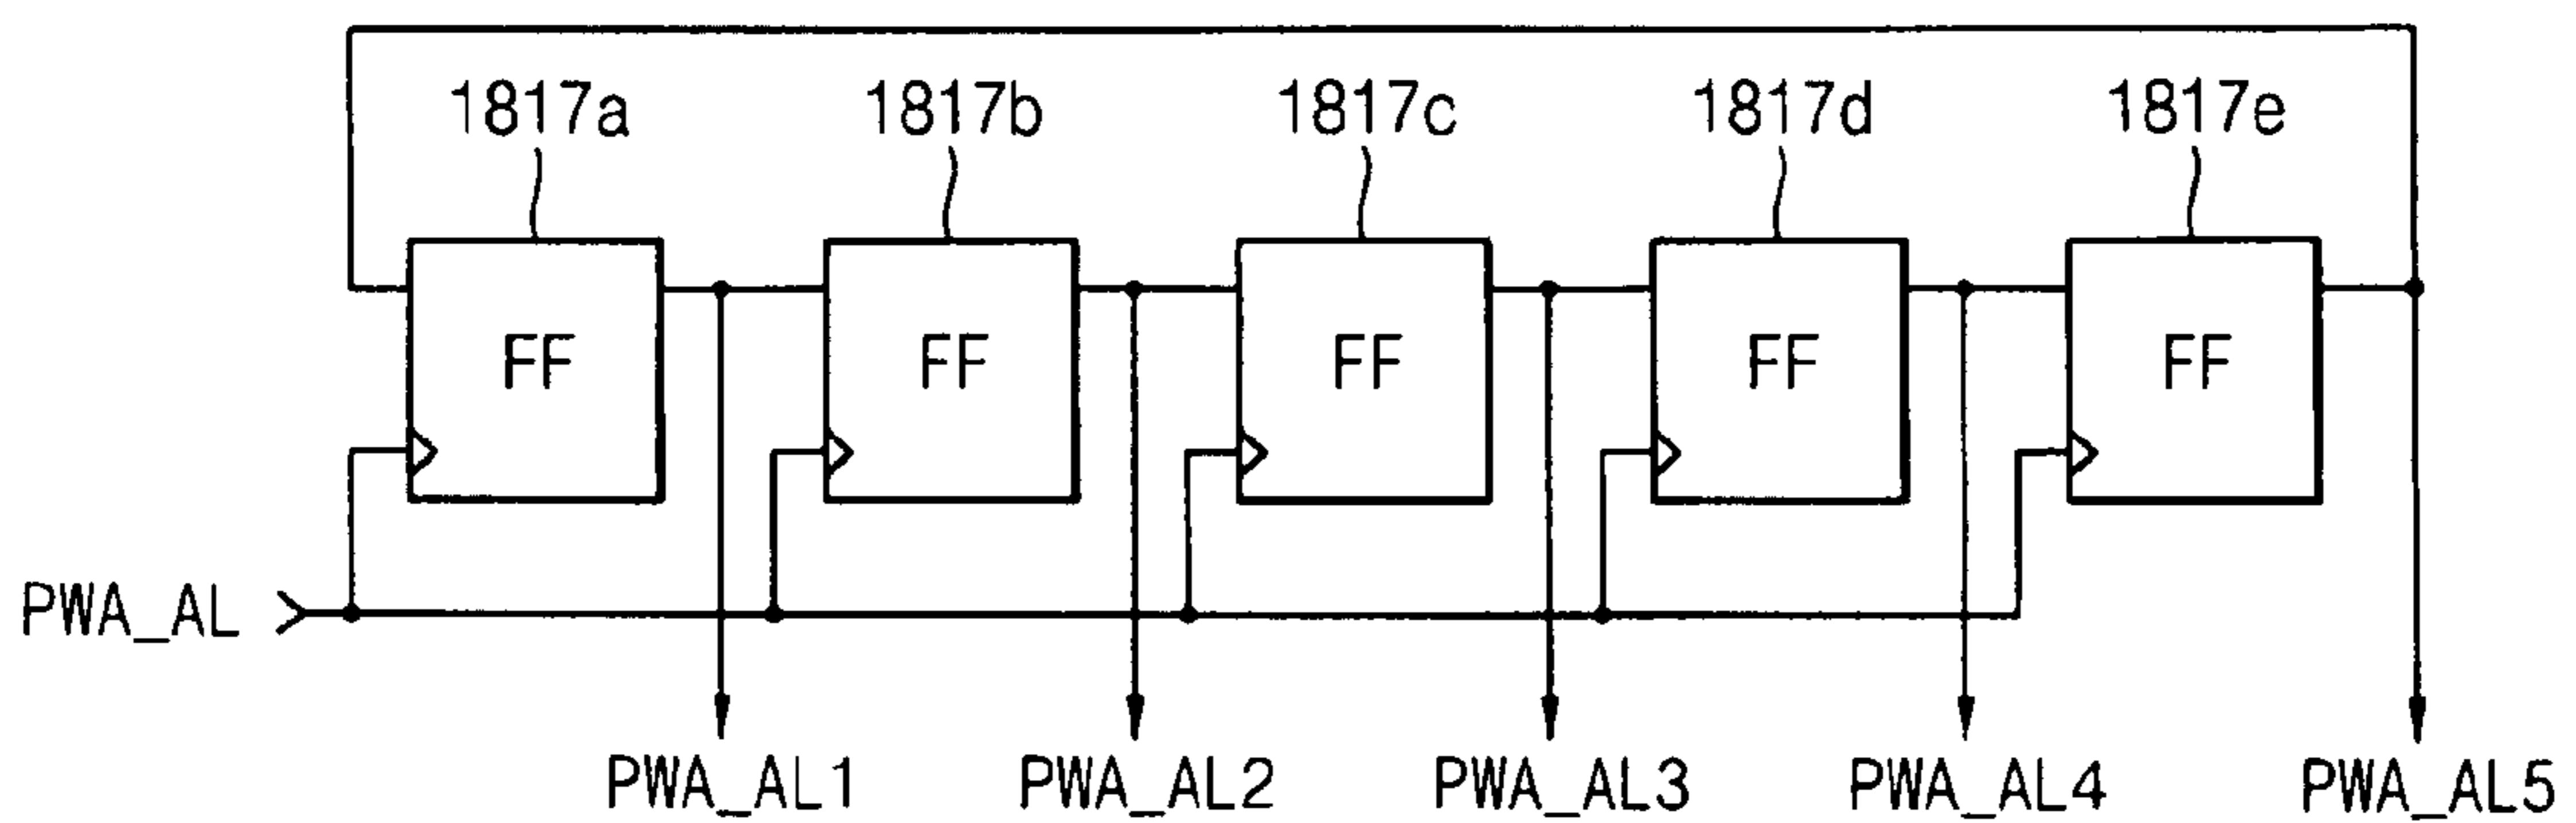 1817a 1817b 1817c 1817d 1817e
FF FF FF FF FF
PWA_AL
PWA_AL1 PWA_AL2 PWA_AL3 PWA_AL4 PWA_AL5